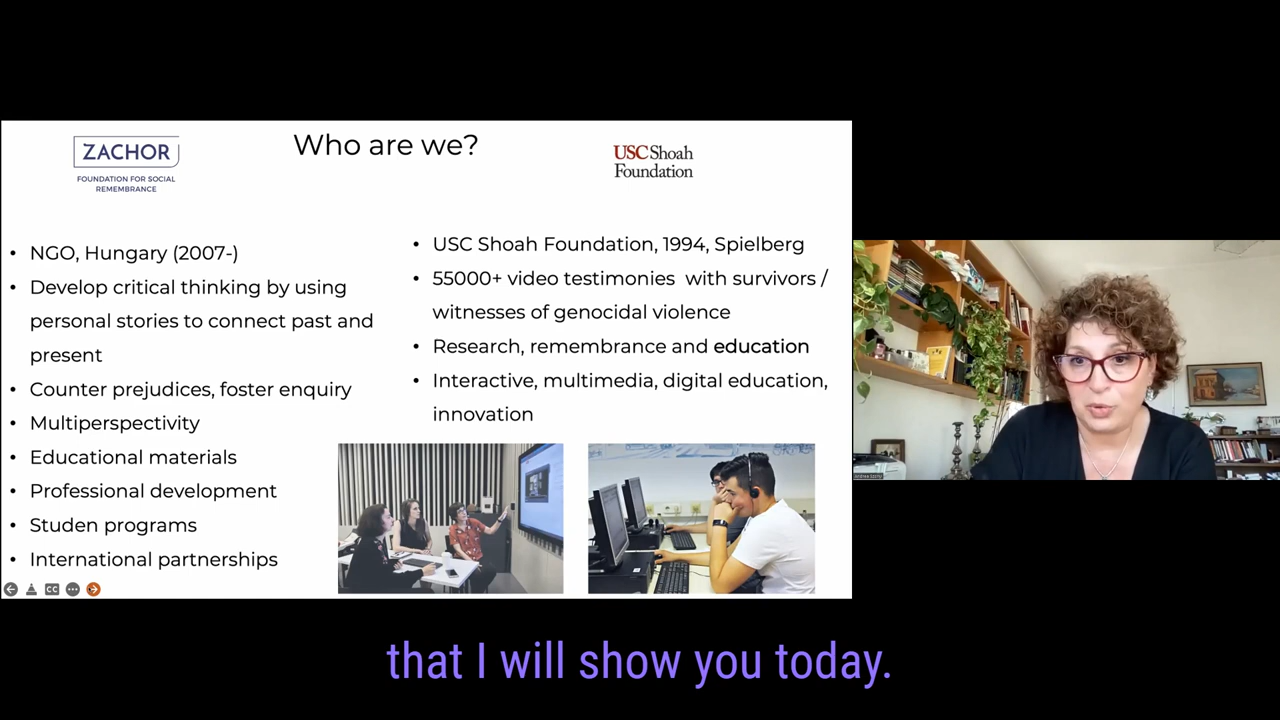 Who are we?
ZACHOR
FOUNDATION FOR SOCIAL
REMEMBRANCE
USC Shoah
Foundation
• NGO, Hungary (2007-)
• Develop critical thinking by using
personal stories to connect past and
present
• Counter prejudices, foster enquiry
• Multiperspectivity
• Educational materials
• Professional development
• Studen programs
• International partnerships
• USC Shoah Foundation, 1994, Spielberg
• 55000+ video testimonies with survivors /
witnesses of genocidal violence
• Research, remembrance and education
• Interactive, multimedia, digital education,
innovation
CC
that I will show you today.